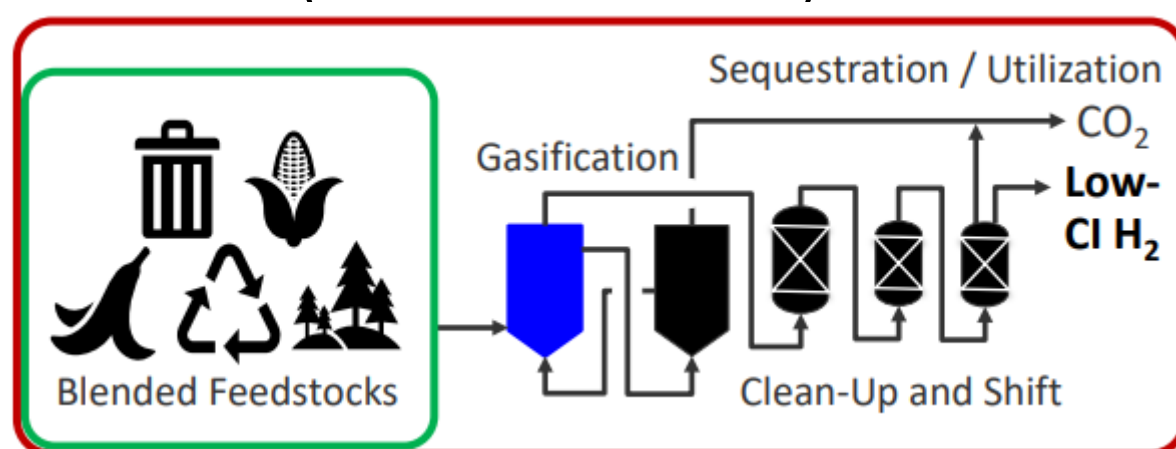 Sequestration / Utilization
CO₂
Gasification
Low-
CI H₂
Blended Feedstocks
Clean-Up and Shift